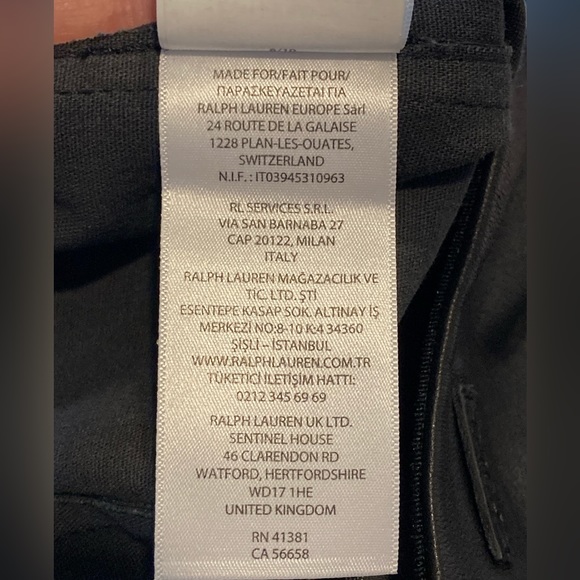 MADE FOR/FAIT POUR/
ΠΑΡΑΣΚΕΥΑΖΕΤΑΙ ΓΙΑ
RALPH LAUREN EUROPE Sàrl
24 ROUTE DE LA GALAISE
1228 PLAN-LES-OUATES,
SWITZERLAND
N.I.F. : IT03945310963
RL SERVICES S.R.L.
VIA SAN BARNABA 27
CAP 20122, MILAN
ITALY
RALPH LAUREN MAĞAZACILIK VE
TİC. LTD. ŞTİ
ESENTEPE KASAP SOK. ALTINAY İŞ
MERKEZİ NO:8-10 K:4 34360
ŞİŞLİ – İSTANBUL
WWW.RALPHLAUREN.COM.TR
TÜKETİCİ İLETİŞİM HATTI:
0212 345 69 69
RALPH LAUREN UK LTD.
SENTINEL HOUSE
46 CLARENDON RD
WATFORD, HERTFORDSHIRE
WD17 1HE
UNITED KINGDOM
RN 41381
CA 56658